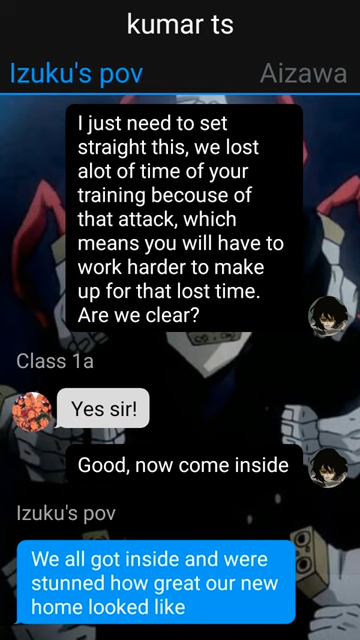 kumar ts
Izuku's pov
Aizawa
I just need to set
straight this, we lost
alot of time of your
training becouse of
that attack, which
means you will have to
work harder to make
up for that lost time.
Are we clear?
Class 1a
Yes sir!
Good, now come inside
Izuku's pov
We all got inside and were
stunned how great our new
home looked like